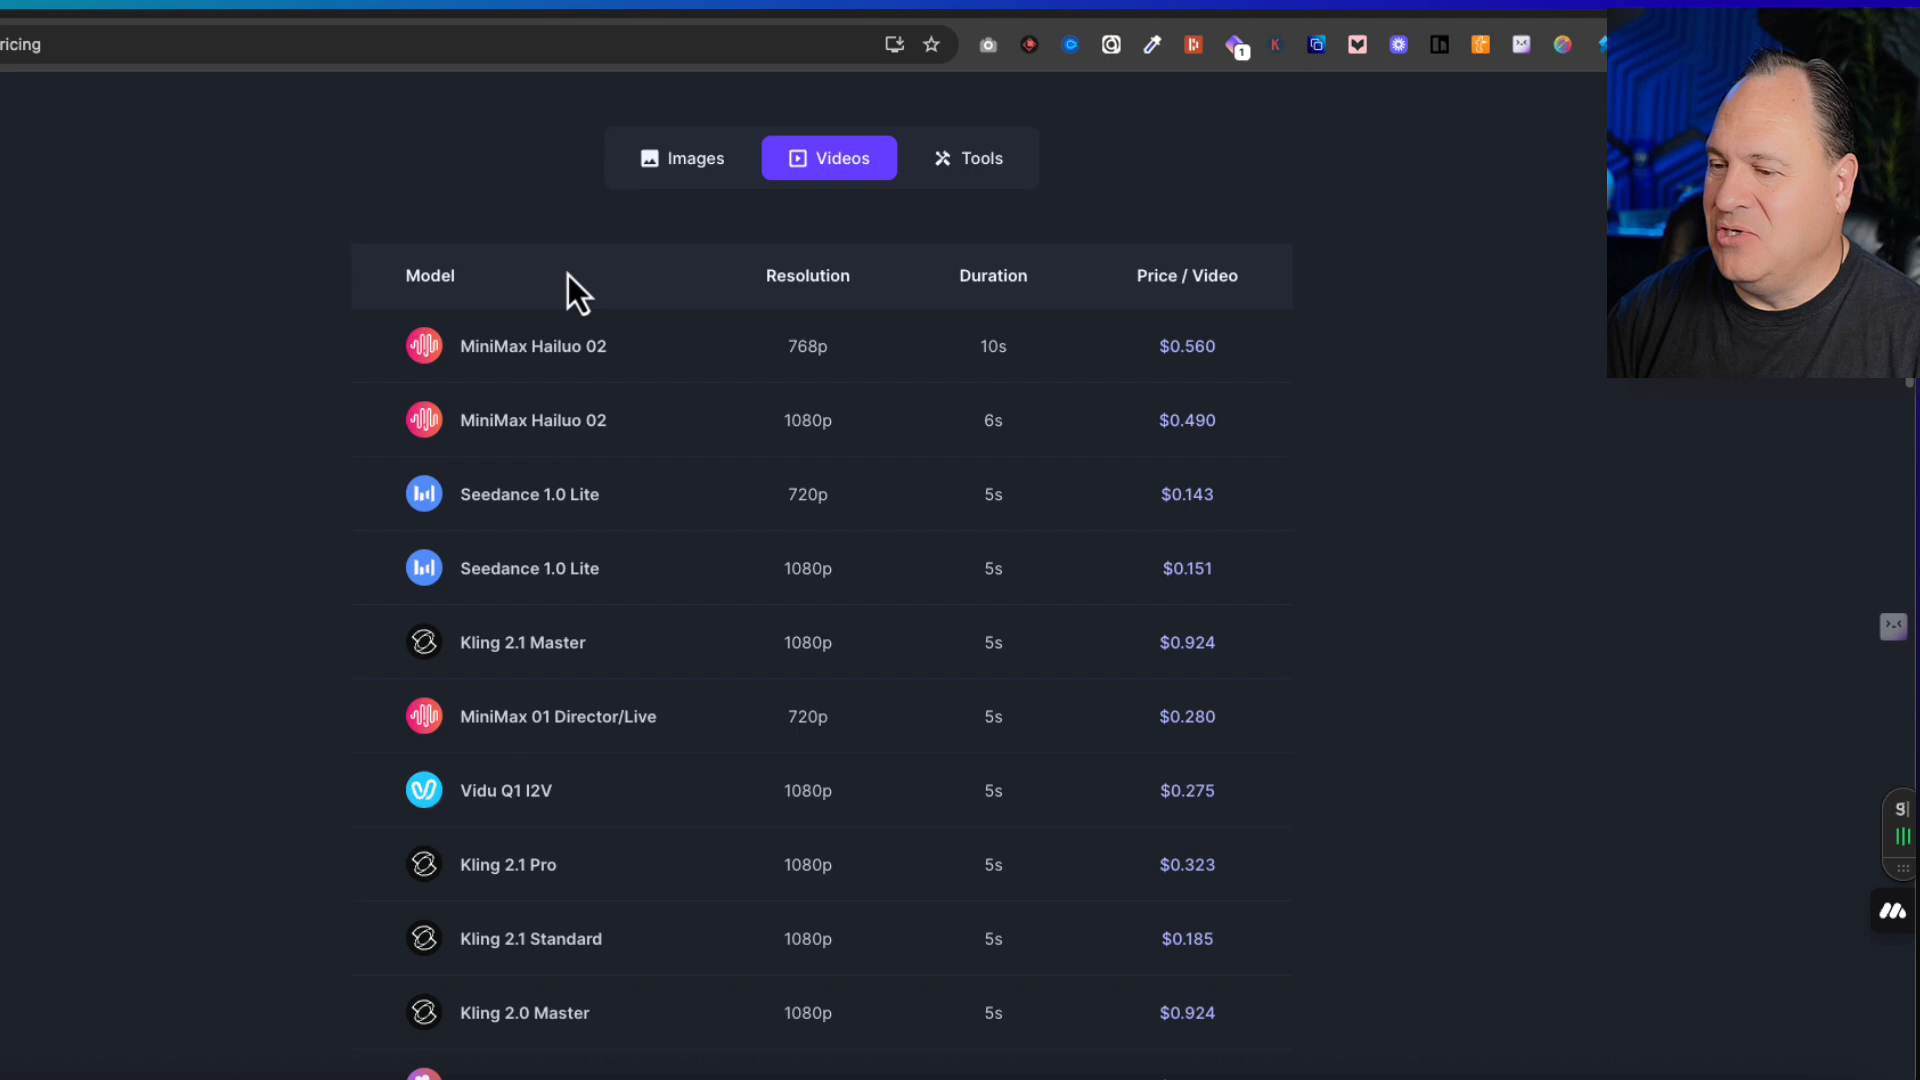 ricing
1
Images Videos Tools
Model Resolution Duration Price / Video
MiniMax Hailuo 02 768p 10s $0.560
MiniMax Hailuo 02 1080p 6s $0.490
Seedance 1.0 Lite 720p 5s $0.143
Seedance 1.0 Lite 1080p 5s $0.151
Kling 2.1 Master 1080p 5s $0.924
MiniMax 01 Director/Live 720p 5s $0.280
Vidu Q1 I2V 1080p 5s $0.275
Kling 2.1 Pro 1080p 5s $0.323
Kling 2.1 Standard 1080p 5s $0.185
Kling 2.0 Master 1080p 5s $0.924